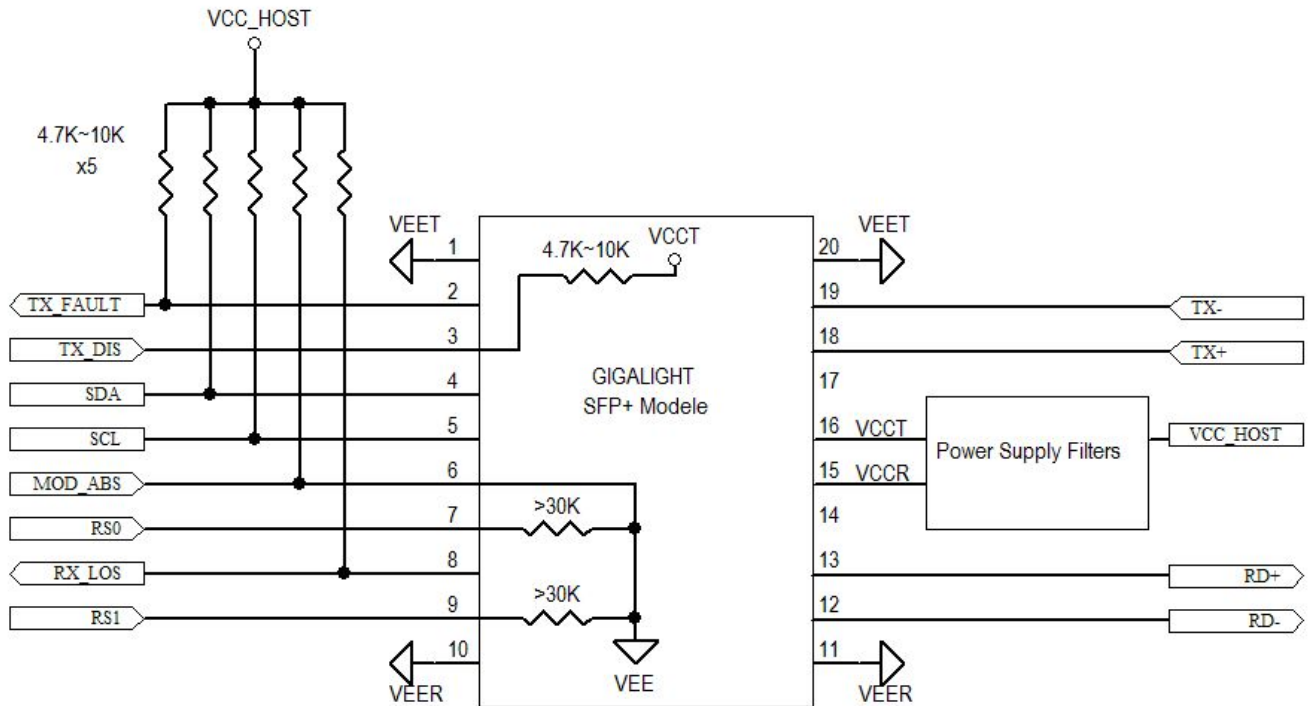 VCC_HOST
4.7K~10K
x5
VEET
1
4.7K~10K
VCCT
20
VEET
TX_FAULT
2
19
TX-
TX_DIS
3
18
TX+
SDA
4
GIGALIGHT
SFP+ Modele
17
SCL
5
16
VCCT
Power Supply Filters
VCC_HOST
MOD_ABS
6
15
VCCR
RS0
7
>30K
14
RX_LOS
8
13
RD+
RS1
9
>30K
12
RD-
10
VEER
VEE
11
VEER